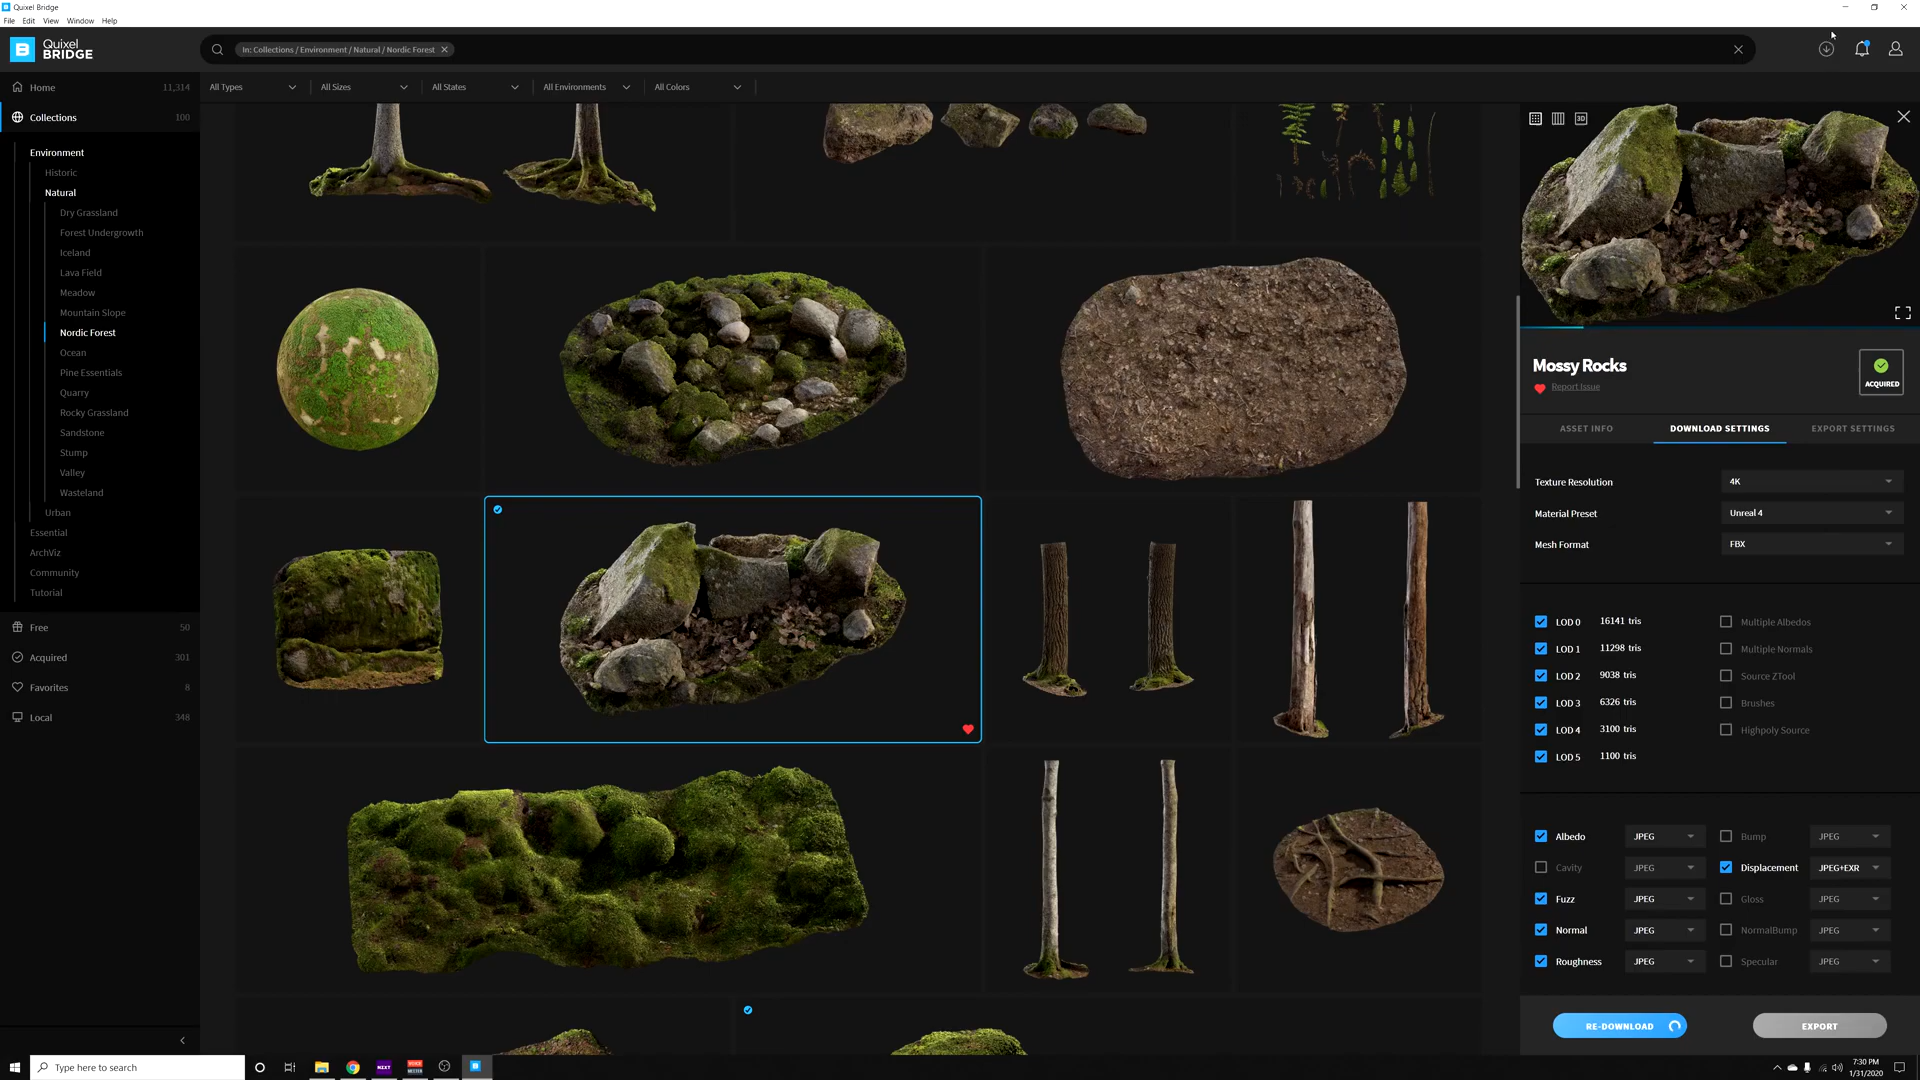 Quixel Bridge
File Edit View Window Help
B Quixel BRIDGE
In: Collections / Environment / Natural / Nordic Forest
Home 11,314
All Types All Sizes All States All Environments All Colors
Collections 100
3D
Environment
Historic
Natural
Dry Grassland
Forest Undergrowth
Iceland
Lava Field
Meadow
Mountain Slope
Nordic Forest
Ocean
Pine Essentials
Quarry
Rocky Grassland
Sandstone
Stump
Valley
Wasteland
Urban
Essential
ArchViz
Community
Tutorial
Free 50
Acquired 301
Favorites 8
Local 348
Mossy Rocks
Report Issue
ACQUIRED
ASSET INFO DOWNLOAD SETTINGS EXPORT SETTINGS
Texture Resolution 4K
Material Preset Unreal 4
Mesh Format FBX
LOD 0 16141 tris Multiple Albedos
LOD 1 11298 tris Multiple Normals
LOD 2 9038 tris Source ZTool
LOD 3 6326 tris Brushes
LOD 4 3100 tris Highpoly Source
LOD 5 1100 tris
Albedo JPEG Bump JPEG
Cavity JPEG Displacement JPEG+EXR
Fuzz JPEG Gloss JPEG
Normal JPEG NormalBump JPEG
Roughness JPEG Specular JPEG
RE-DOWNLOAD EXPORT
Type here to search
7:30 PM
1/31/2020